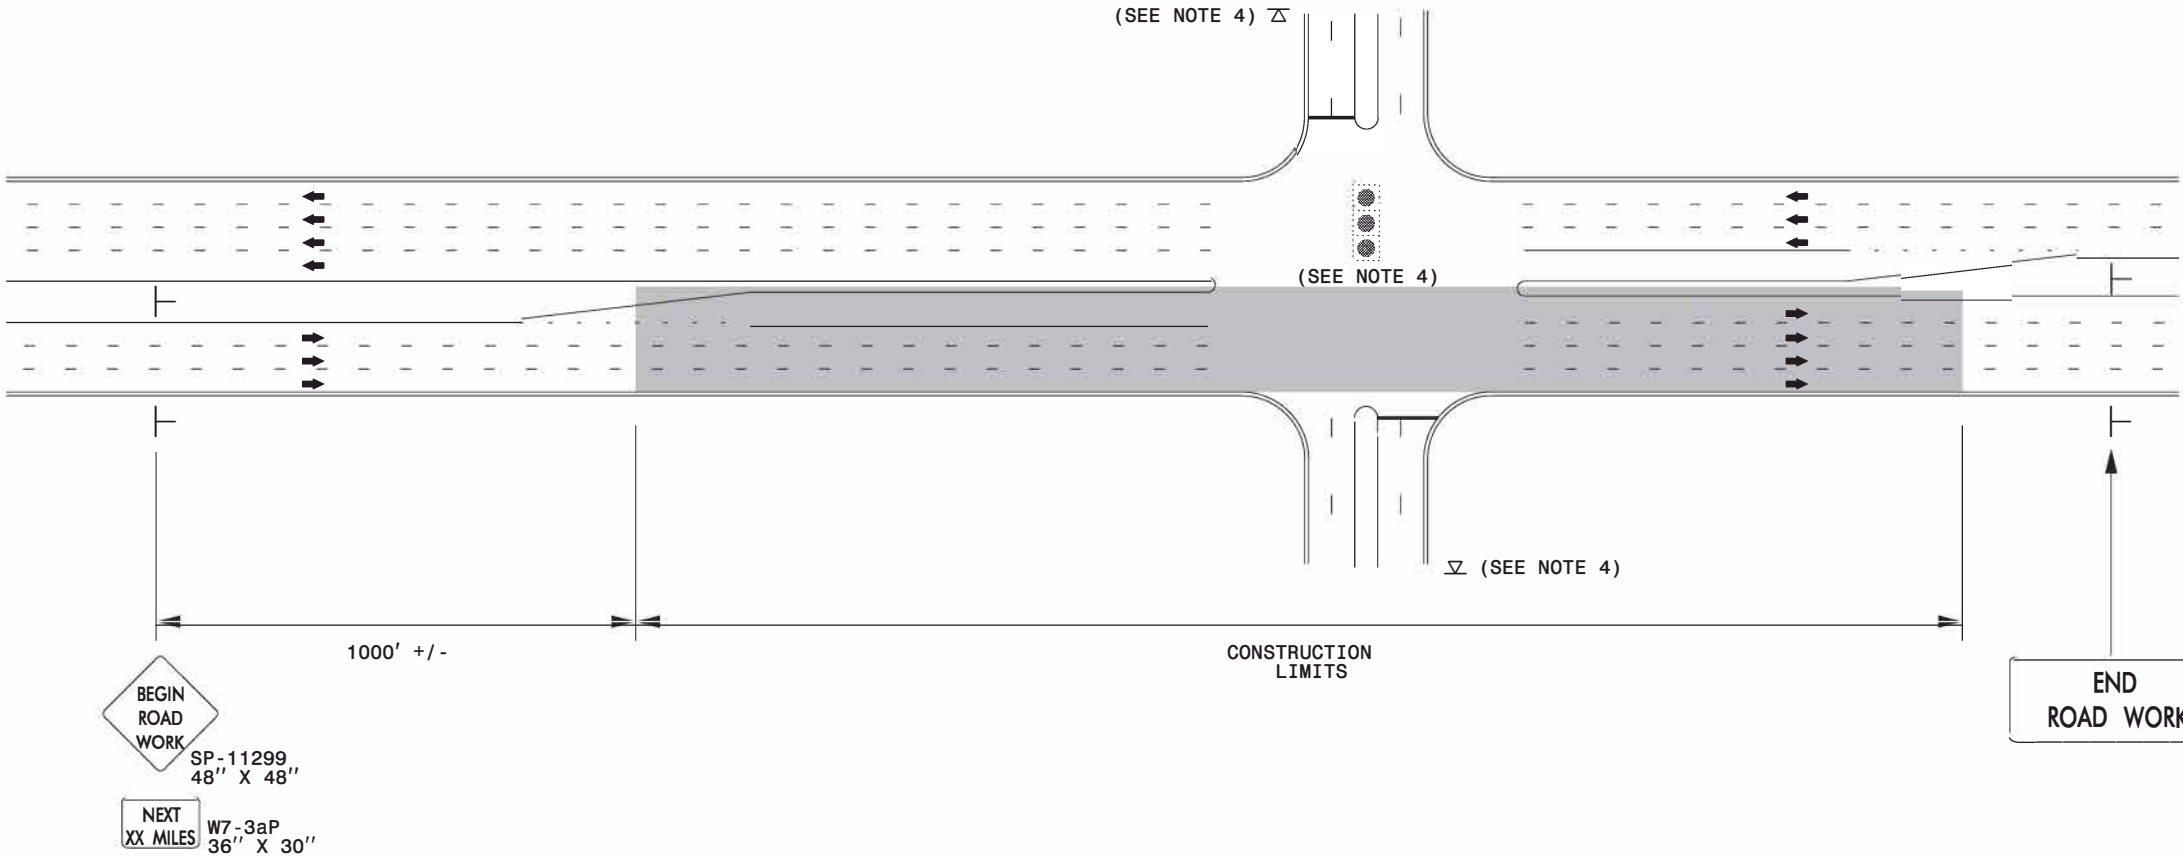 (SEE NOTE 4)
(SEE NOTE 4)
(SEE NOTE 4)
1000' +/-
CONSTRUCTION
LIMITS
BEGIN
ROAD
WORK
SP-11299
48'' X 48''
NEXT
XX MILES
W7-3aP
36'' X 30''
END
ROAD WORK